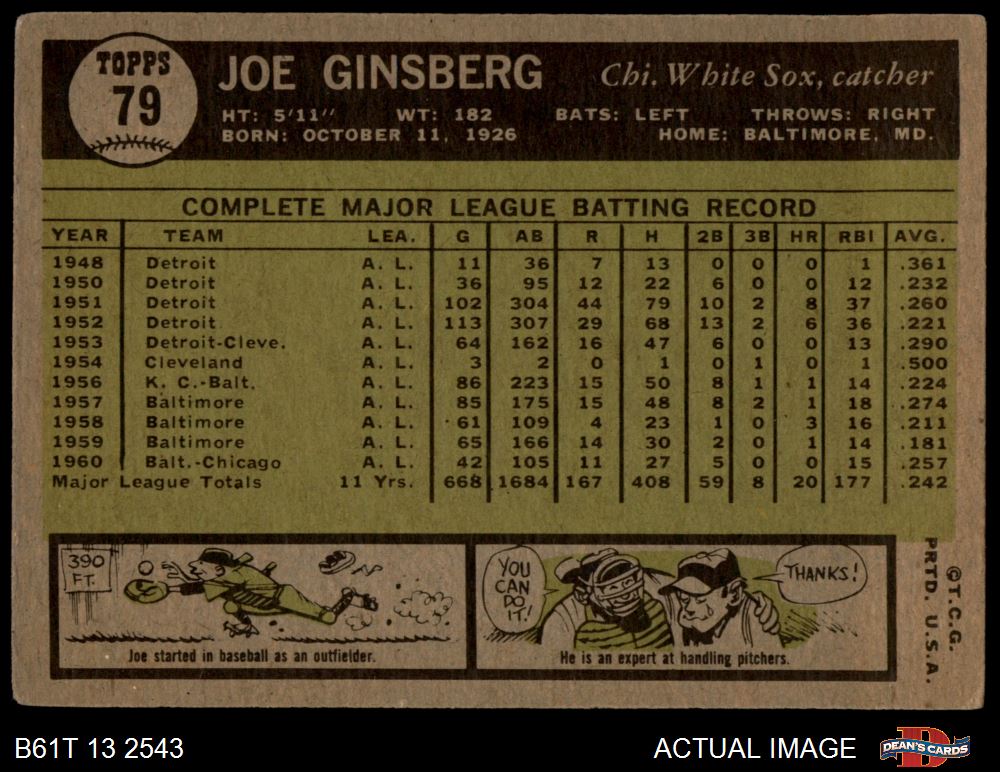 TOPPS
79
JOE GINSBERG Chi. White Sox, catcher
HT: 5'11" WT: 182 BATS: LEFT THROWS: RIGHT
BORN: OCTOBER 11, 1926 HOME: BALTIMORE, MD.
COMPLETE MAJOR LEAGUE BATTING RECORD
YEAR TEAM LEA. G AB R H 2B 3B HR RBI AVG.
1948 Detroit A. L. 11 36 7 13 0 0 0 1 .361
1950 Detroit A. L. 36 95 12 22 6 0 0 12 .232
1951 Detroit A. L. 102 304 44 79 10 2 8 37 .260
1952 Detroit A. L. 113 307 29 68 13 2 6 36 .221
1953 Detroit-Cleve. A. L. 64 162 16 47 6 0 0 13 .290
1954 Cleveland A. L. 3 2 0 1 0 1 0 1 .500
1956 K. C.-Balt. A. L. 86 223 15 50 8 1 1 14 .224
1957 Baltimore A. L. 85 175 15 48 8 2 1 18 .274
1958 Baltimore A. L. 61 109 4 23 1 0 3 16 .211
1959 Baltimore A. L. 65 166 14 30 2 0 1 14 .181
1960 Balt.-Chicago A. L. 42 105 11 27 5 0 0 15 .257
Major League Totals 11 Yrs. 668 1684 167 408 59 8 20 177 .242
390
FT.
Joe started in baseball as an outfielder.
YOU
CAN
DO
IT!
THANKS!
He is an expert at handling pitchers.
© T. C. G.
PRTD. U. S. A.
B61T 13 2543 ACTUAL IMAGE
D
DEAN'S CARDS